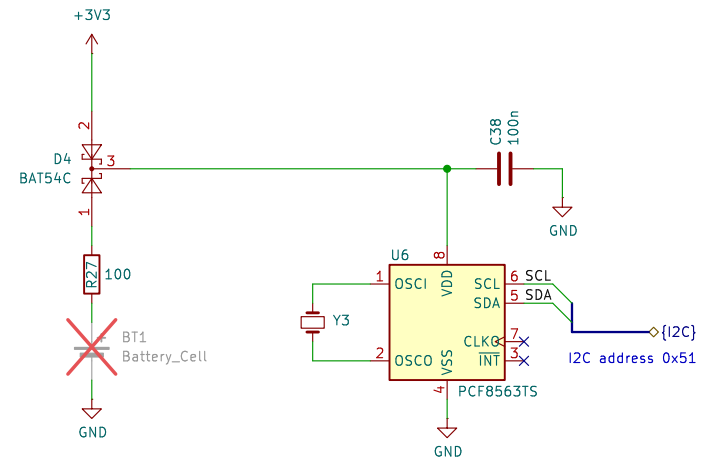 +3V3
2
D4
BAT54C
3
1
R27
100
BT1
+
Battery_Cell
GND
C38
100n
GND
U6
8
VDD
1
OSCI
Y3
2
OSCO
SCL
6
SCL
SDA
5
SDA
CLKO
7
INT
3
VSS
4
PCF8563TS
GND
{I2C}
I2C address 0x51